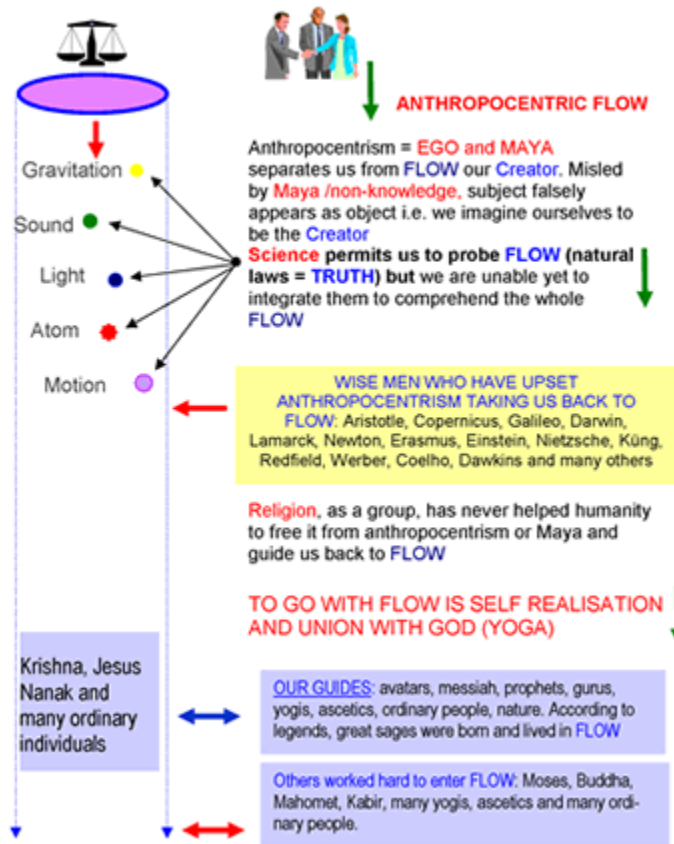 ANTHROPOCENTRIC FLOW
Anthropocentrism = EGO and MAYA
separates us from FLOW our Creator. Misled
by Maya /non-knowledge, subject falsely
appears as object i.e. we imagine ourselves to
be the Creator
Science permits us to probe FLOW (natural
laws = TRUTH) but we are unable yet to
integrate them to comprehend the whole
FLOW
Gravitation
Sound
Light
Atom
Motion
WISE MEN WHO HAVE UPSET
ANTHROPOCENTRISM TAKING US BACK TO
FLOW: Aristotle, Copernicus, Galileo, Darwin,
Lamarck, Newton, Erasmus, Einstein, Nietzsche, Küng,
Redfield, Werber, Coelho, Dawkins and many others
Religion, as a group, has never helped humanity
to free it from anthropocentrism or Maya and
guide us back to FLOW
TO GO WITH FLOW IS SELF REALISATION
AND UNION WITH GOD (YOGA)
Krishna, Jesus
Nanak and
many ordinary
individuals
OUR GUIDES: avatars, messiah, prophets, gurus,
yogis, ascetics, ordinary people, nature. According to
legends, great sages were born and lived in FLOW
Others worked hard to enter FLOW: Moses, Buddha,
Mahomet, Kabir, many yogis, ascetics and many ordi-
nary people.